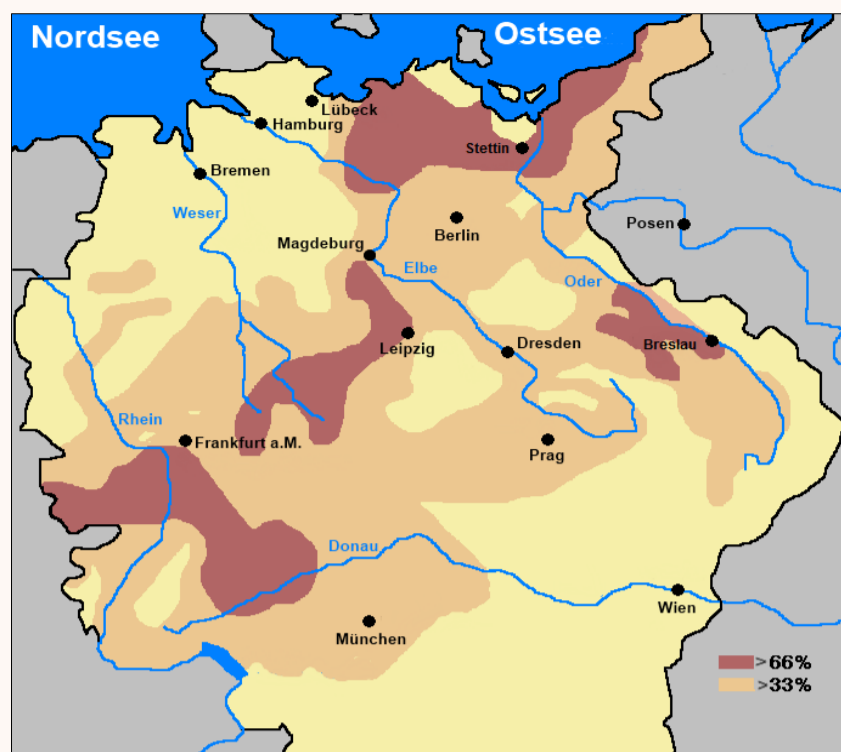 Nordsee
Ostsee
Lübeck
Hamburg
Stettin
Bremen
Weser
Posen
Berlin
Magdeburg
Elbe
Oder
Leipzig
Dresden
Breslau
Rhein
Frankfurt a.M.
Prag
Donau
Wien
München
>66%
>33%